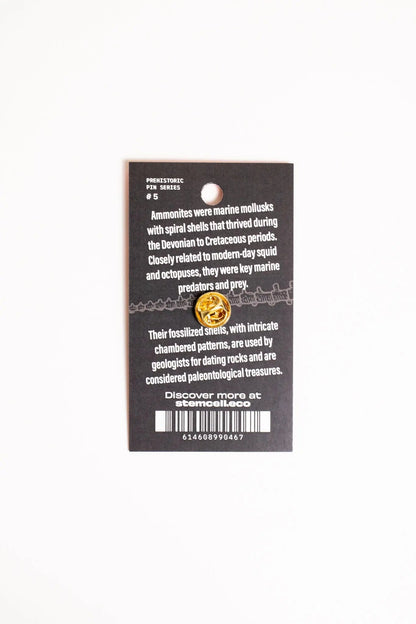 PREHISTORIC
PIN SERIES
#5
Ammonites were marine mollusks
with spiral shells that thrived during
the Devonian to Cretaceous periods.
Closely related to modern-day squid
and octopuses, they were key marine
predators and prey.
Their fossilized shells, with intricate
chambered patterns, are used by
geologists for dating rocks and are
considered paleontological treasures.
Discover more at
stemcell.eco
614608990467